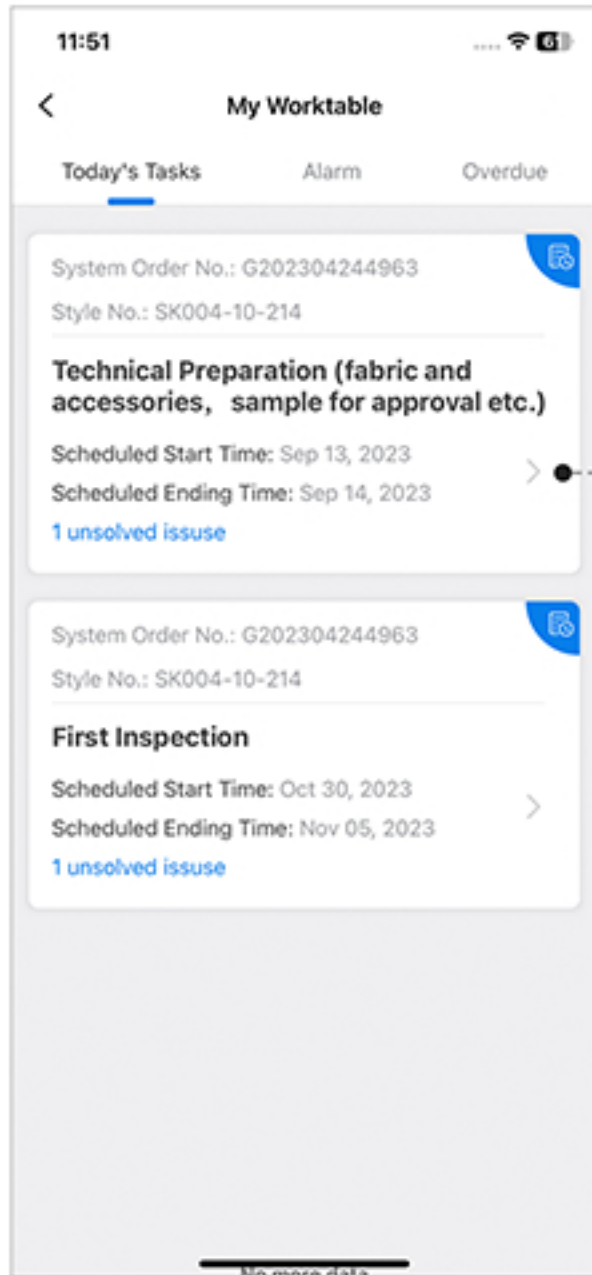 11:51
My Worktable
Today's Tasks Alarm Overdue
System Order No.: G202304244963
Style No.: SK004-10-214
Technical Preparation (fabric and
accessories, sample for approval etc.)
Scheduled Start Time: Sep 13, 2023
Scheduled Ending Time: Sep 14, 2023
1 unsolved issuse
System Order No.: G202304244963
Style No.: SK004-10-214
First Inspection
Scheduled Start Time: Oct 30, 2023
Scheduled Ending Time: Nov 05, 2023
1 unsolved issuse
No more data